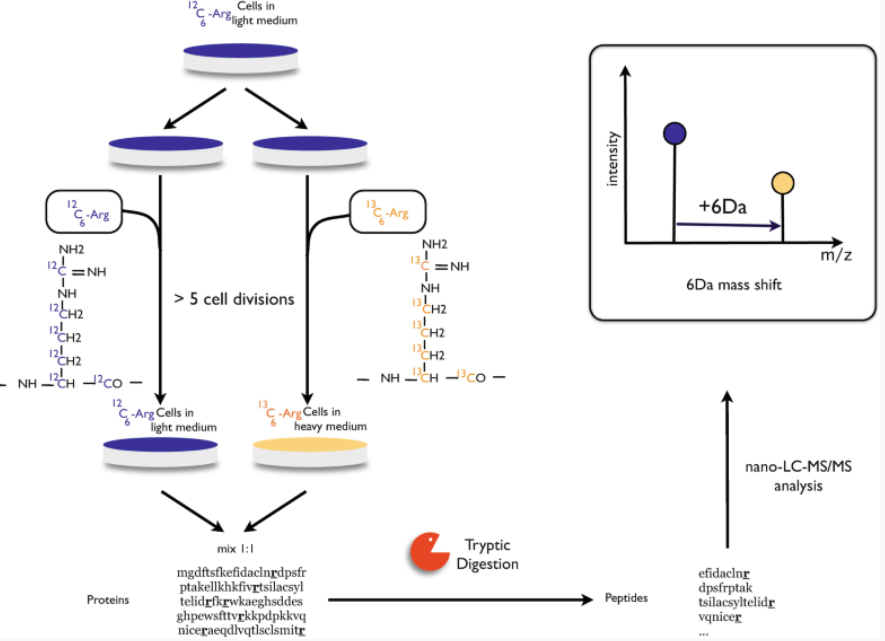 12C6-Arg Cells in
light medium
12C6-Arg
13C6-Arg
NH2
12C = NH
NH
12CH2
12CH2
12CH2
— NH — 12CH — 12CO —
> 5 cell divisions
NH2
13C = NH
NH
13CH2
13CH2
13CH2
— NH — 13CH — 13CO —
12C6-Arg Cells in
light medium
13C6-Arg Cells in
heavy medium
mix 1:1
Proteins
mgdftsfkefidaclnrdpsfr
ptakellkhkfivrtsilacsyl
telidrfkrwkaeghsddes
ghpewsfttvrkkpdpkkvq
niceraeqdlvqtlsclsmitr
Tryptic
Digestion
Peptides
efidaclnr
dpsfrptak
tsilacsyltelidr
vqnicer
...
nano-LC-MS/MS
analysis
intensity
+6Da
m/z
6Da mass shift